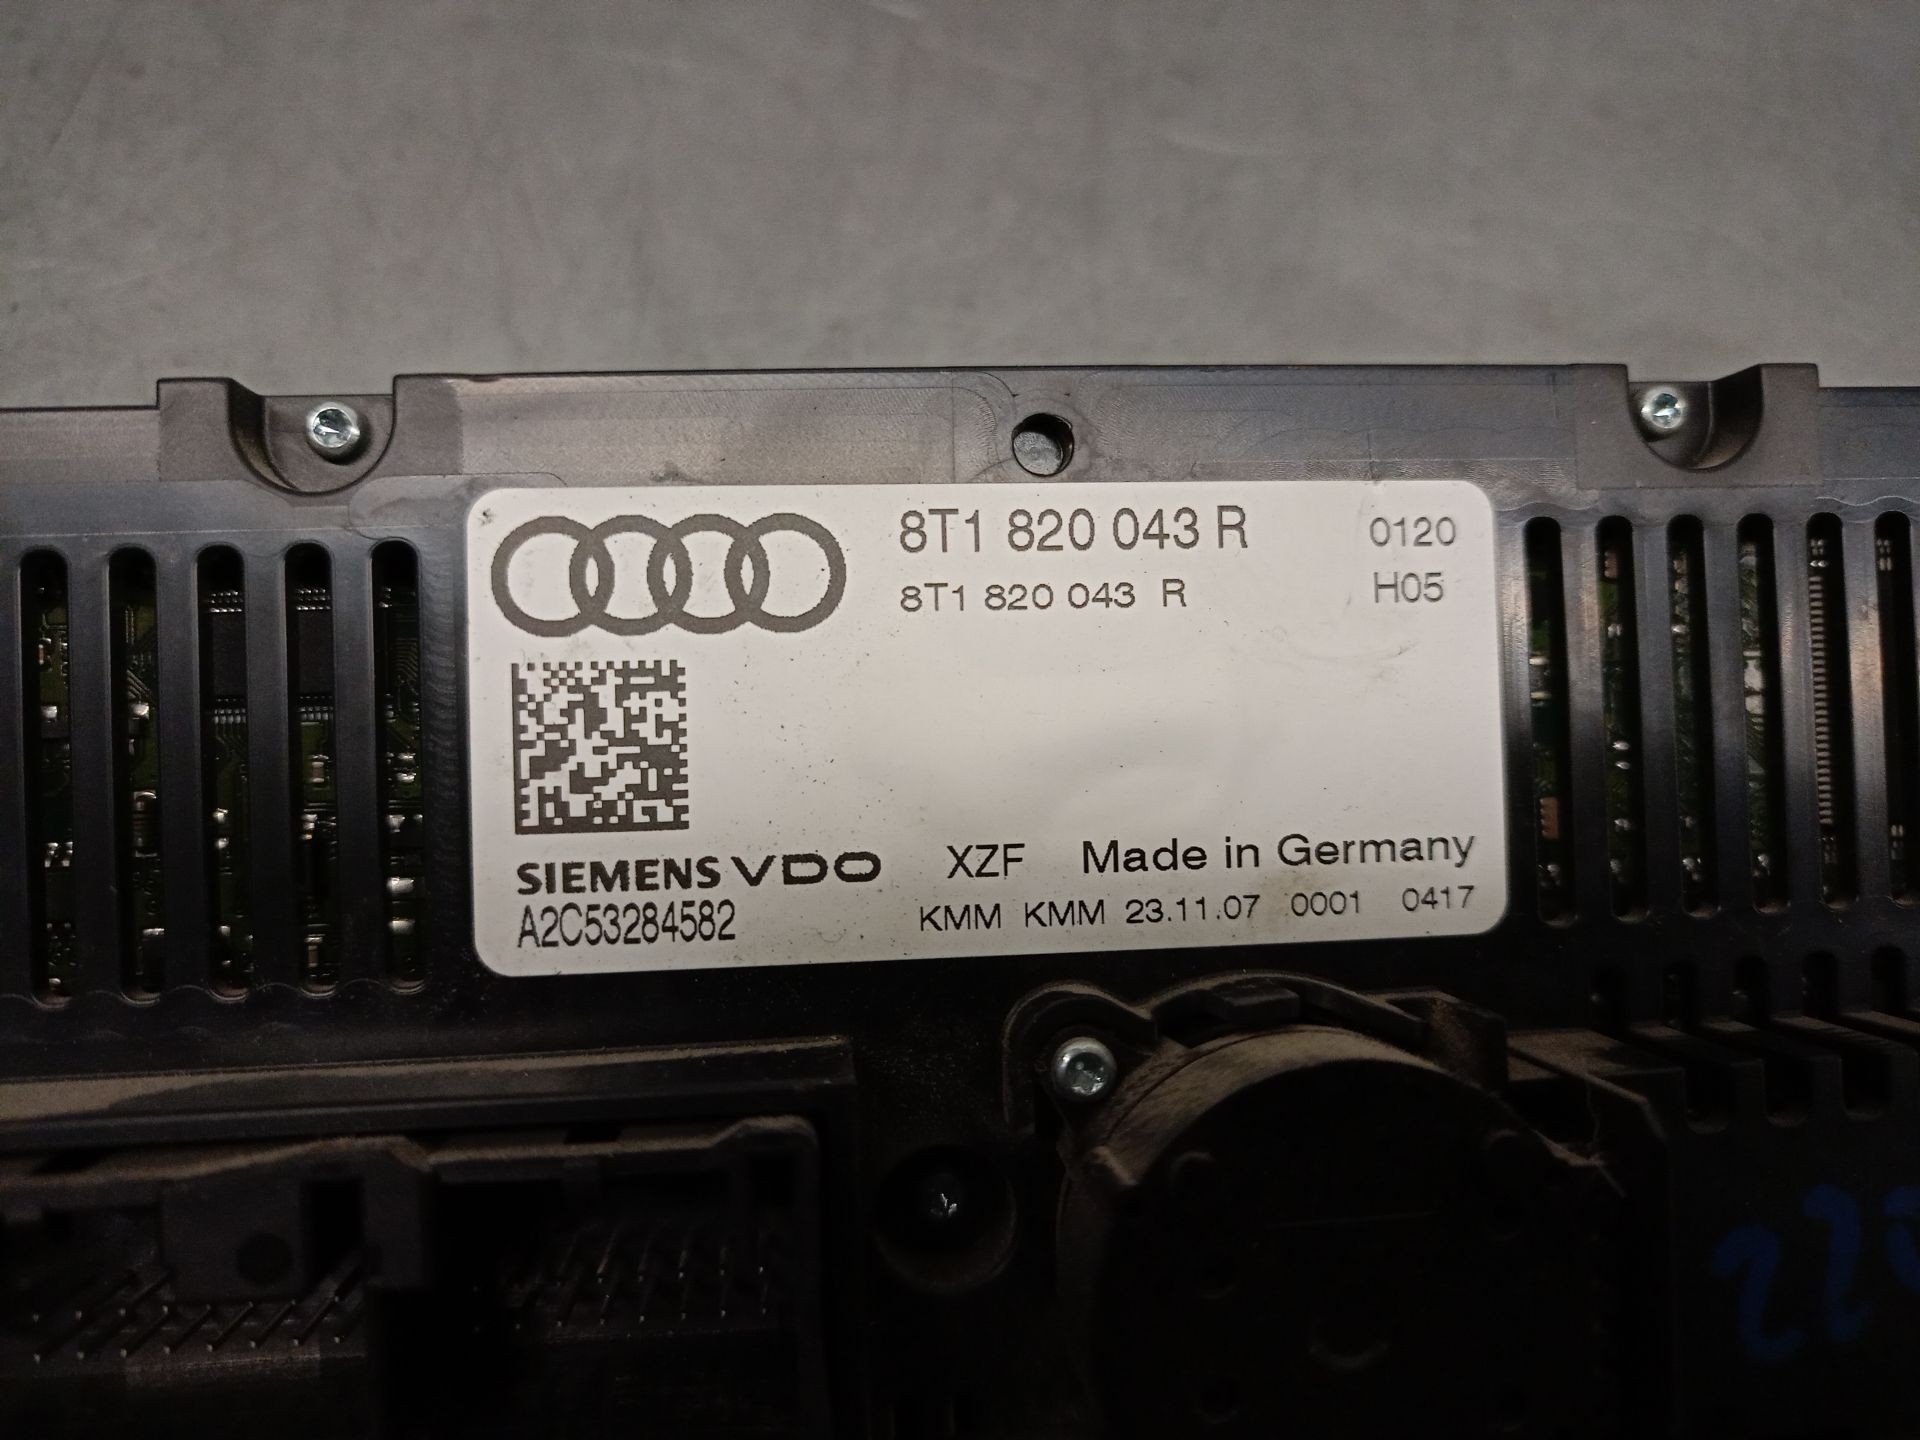 8T1 820 043 R 0120
8T1 820 043 R H05
SIEMENS VDO XZF Made in Germany
A2C53284582 KMM KMM 23.11.07 0001 0417